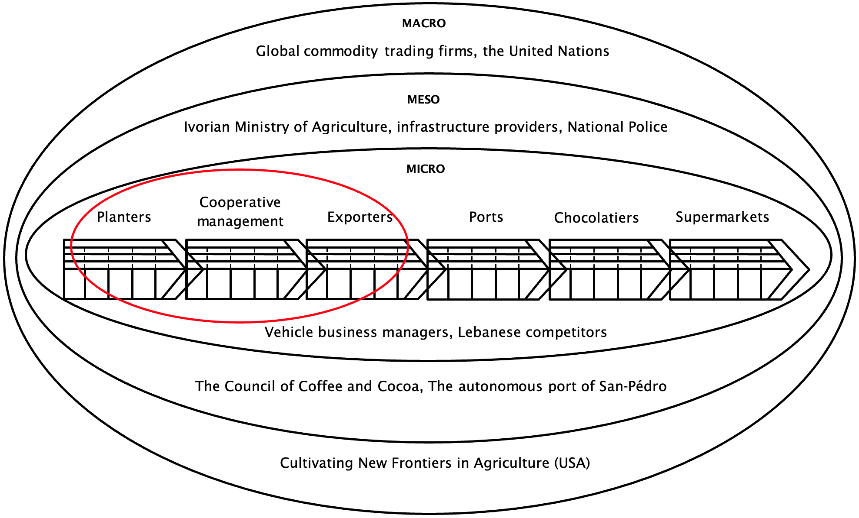 MACRO
Global commodity trading firms, the United Nations
MESO
Ivorian Ministry of Agriculture, infrastructure providers, National Police
MICRO
Planters
Cooperative
management
Exporters
Ports
Chocolatiers
Supermarkets
Vehicle business managers, Lebanese competitors
The Council of Coffee and Cocoa, The autonomous port of San-Pédro
Cultivating New Frontiers in Agriculture (USA)